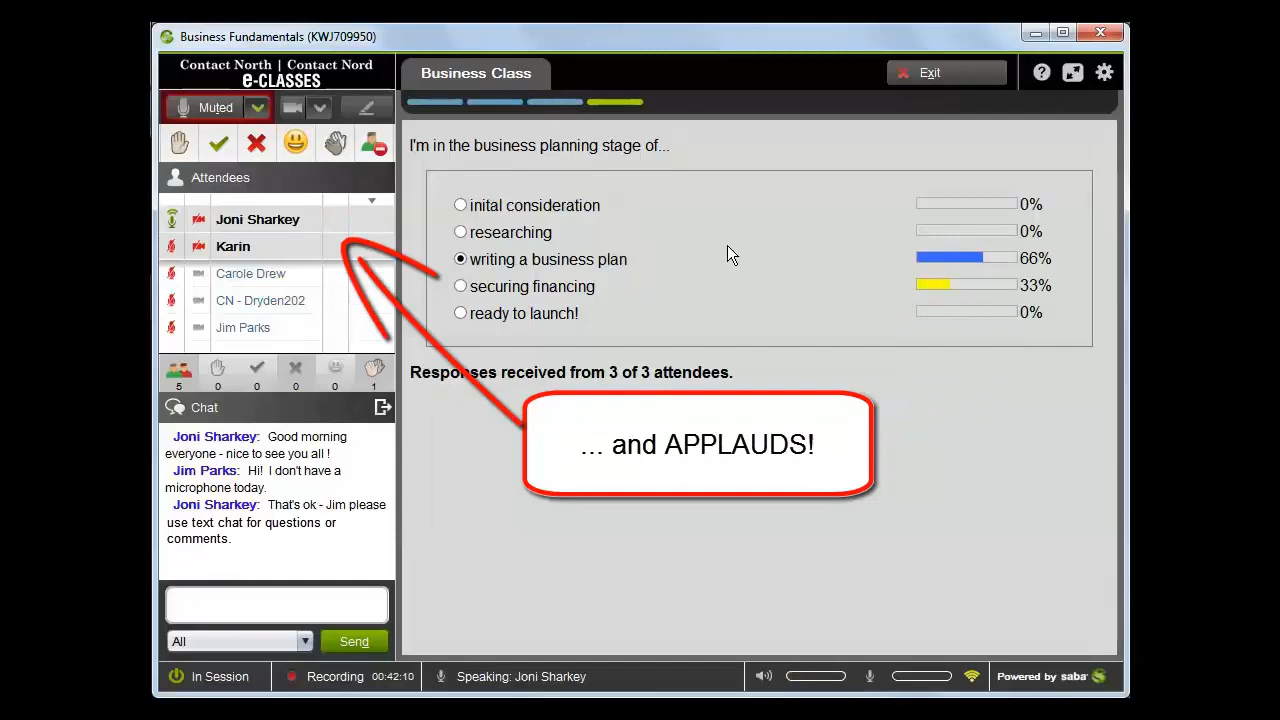 Business Fundamentals (KWJ709950)
Contact North | Contact Nord
e-CLASSES
Business Class
Exit
Muted
Attendees
Joni Sharkey
Karin
Carole Drew
CN - Dryden202
Jim Parks
5 0 0 0 0 1
Chat
Joni Sharkey: Good morning
everyone - nice to see you all !
Jim Parks: Hi! I don't have a
microphone today.
Joni Sharkey: That's ok - Jim please
use text chat for questions or
comments.
All
Send
I'm in the business planning stage of...
inital consideration 0%
researching 0%
writing a business plan 66%
securing financing 33%
ready to launch! 0%
Responses received from 3 of 3 attendees.
... and APPLAUDS!
In Session
Recording 00:42:10
Speaking: Joni Sharkey
Powered by saba